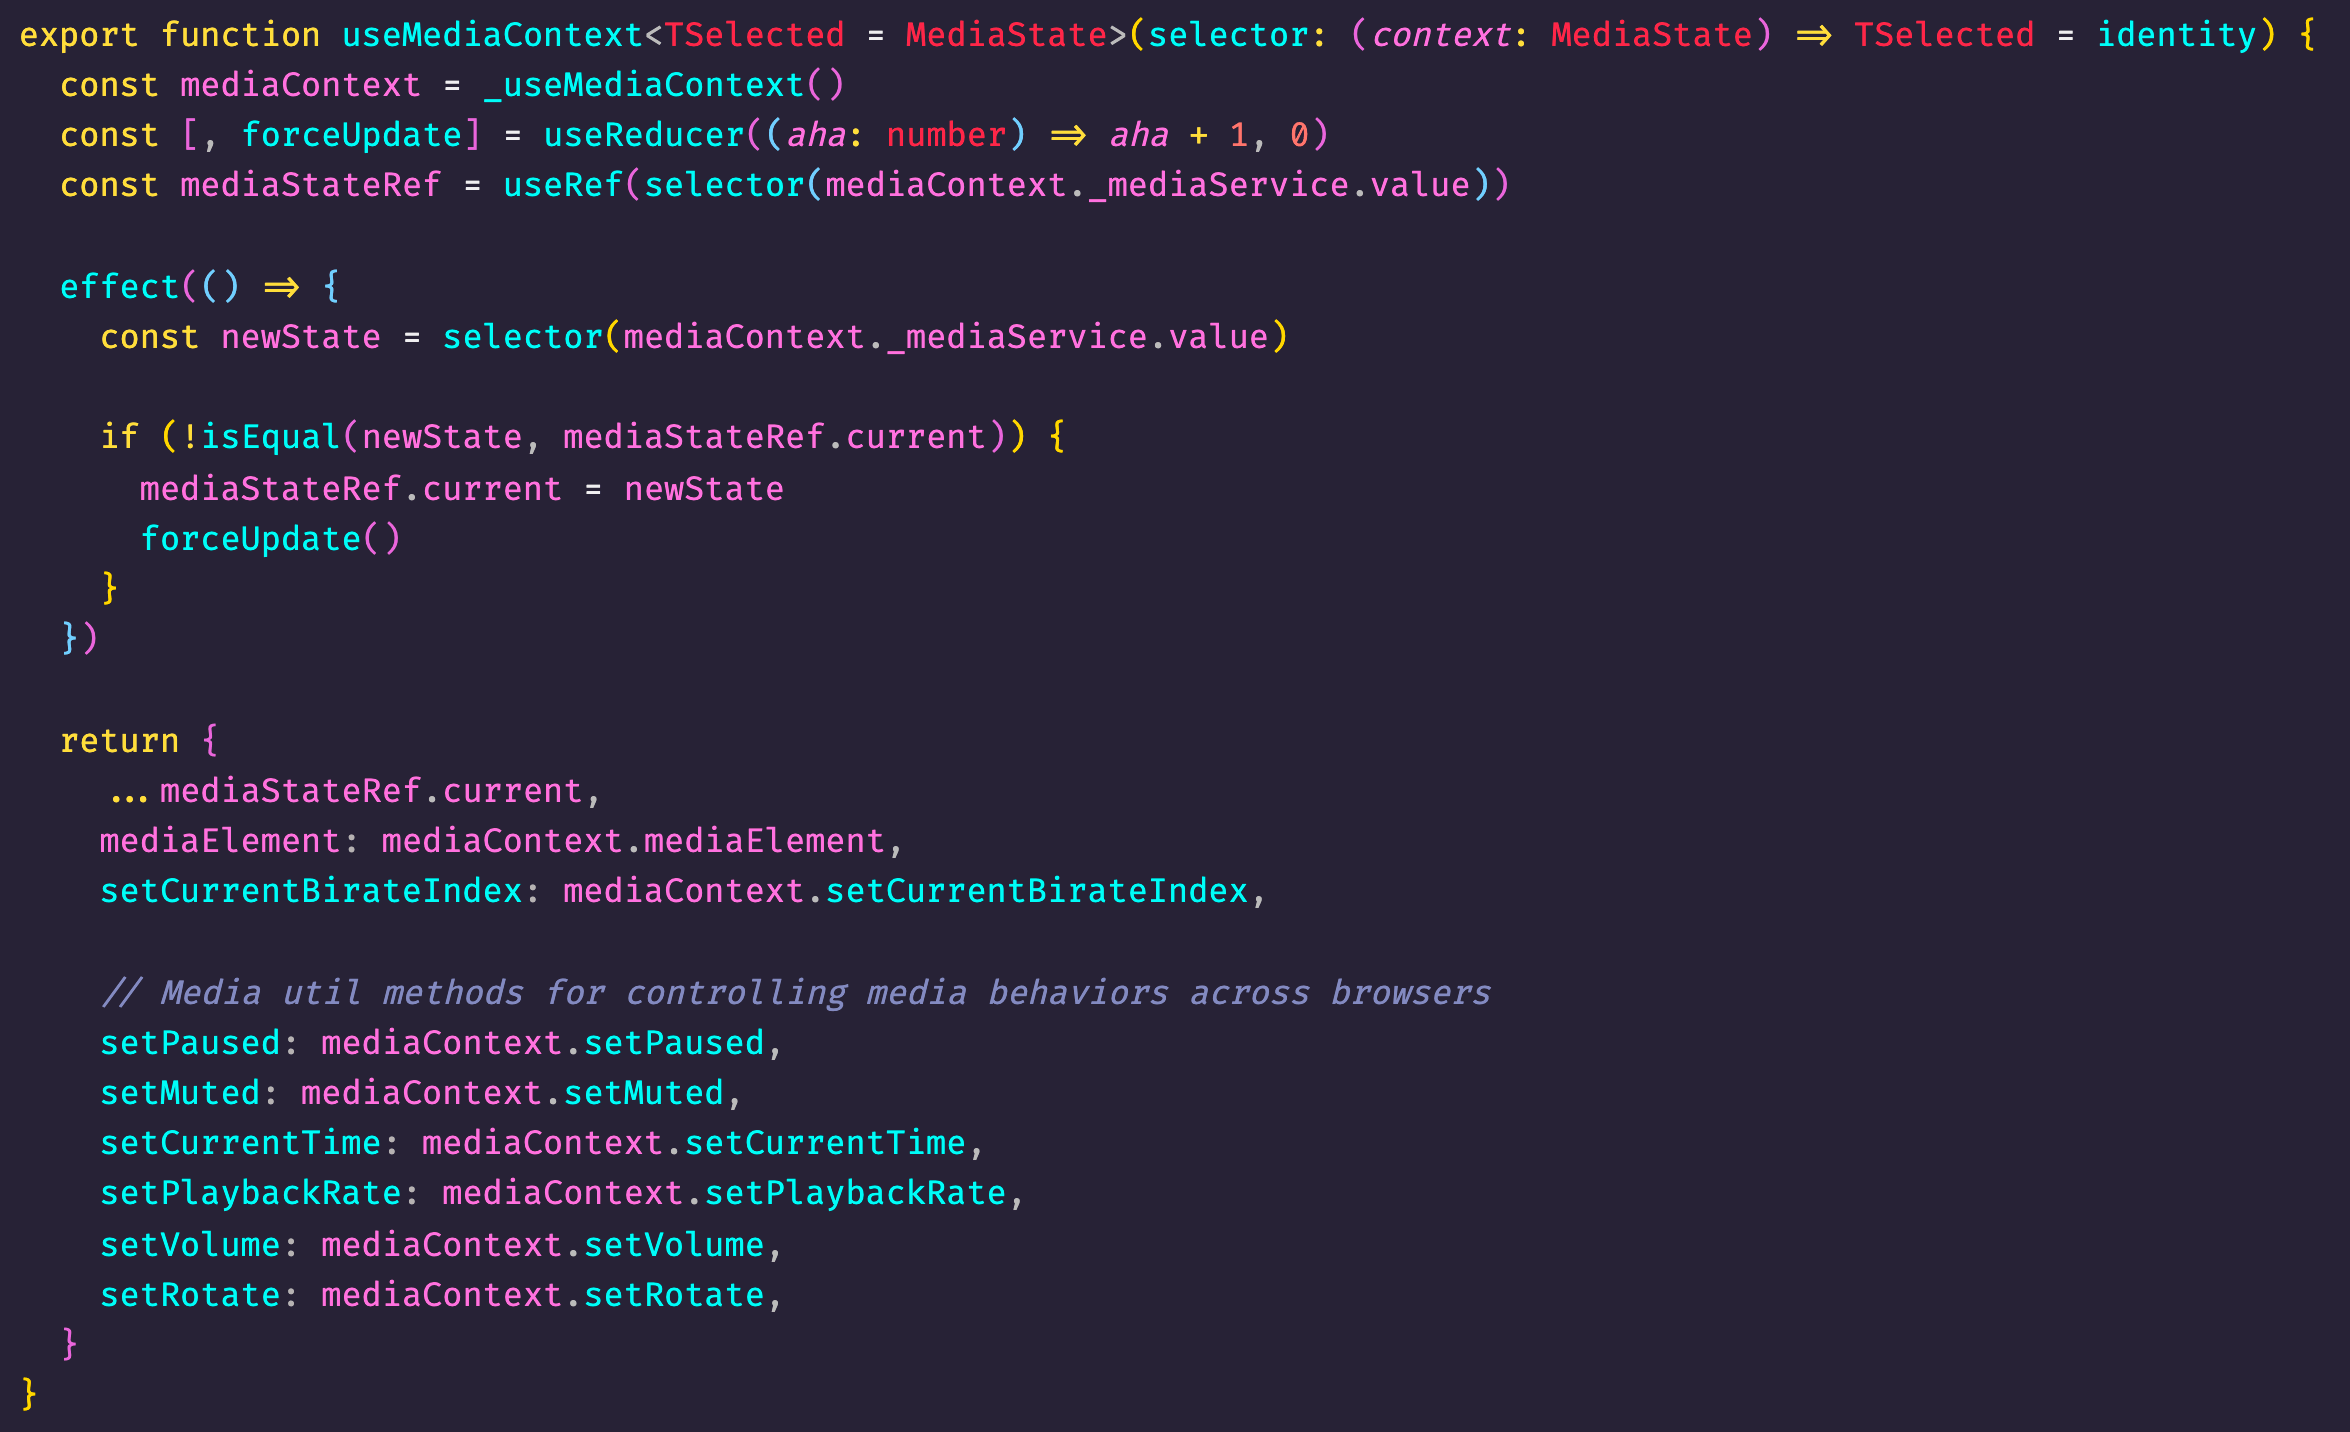 export function useMediaContext<TSelected = MediaState>(selector: (context: MediaState) => TSelected = identity) {
  const mediaContext = _useMediaContext()
  const [, forceUpdate] = useReducer((aha: number) => aha + 1, 0)
  const mediaStateRef = useRef(selector(mediaContext._mediaService.value))

  effect(() => {
    const newState = selector(mediaContext._mediaService.value)

    if (!isEqual(newState, mediaStateRef.current)) {
      mediaStateRef.current = newState
      forceUpdate()
    }
  })

  return {
    ...mediaStateRef.current,
    mediaElement: mediaContext.mediaElement,
    setCurrentBirateIndex: mediaContext.setCurrentBirateIndex,

    // Media util methods for controlling media behaviors across browsers
    setPaused: mediaContext.setPaused,
    setMuted: mediaContext.setMuted,
    setCurrentTime: mediaContext.setCurrentTime,
    setPlaybackRate: mediaContext.setPlaybackRate,
    setVolume: mediaContext.setVolume,
    setRotate: mediaContext.setRotate,
  }
}